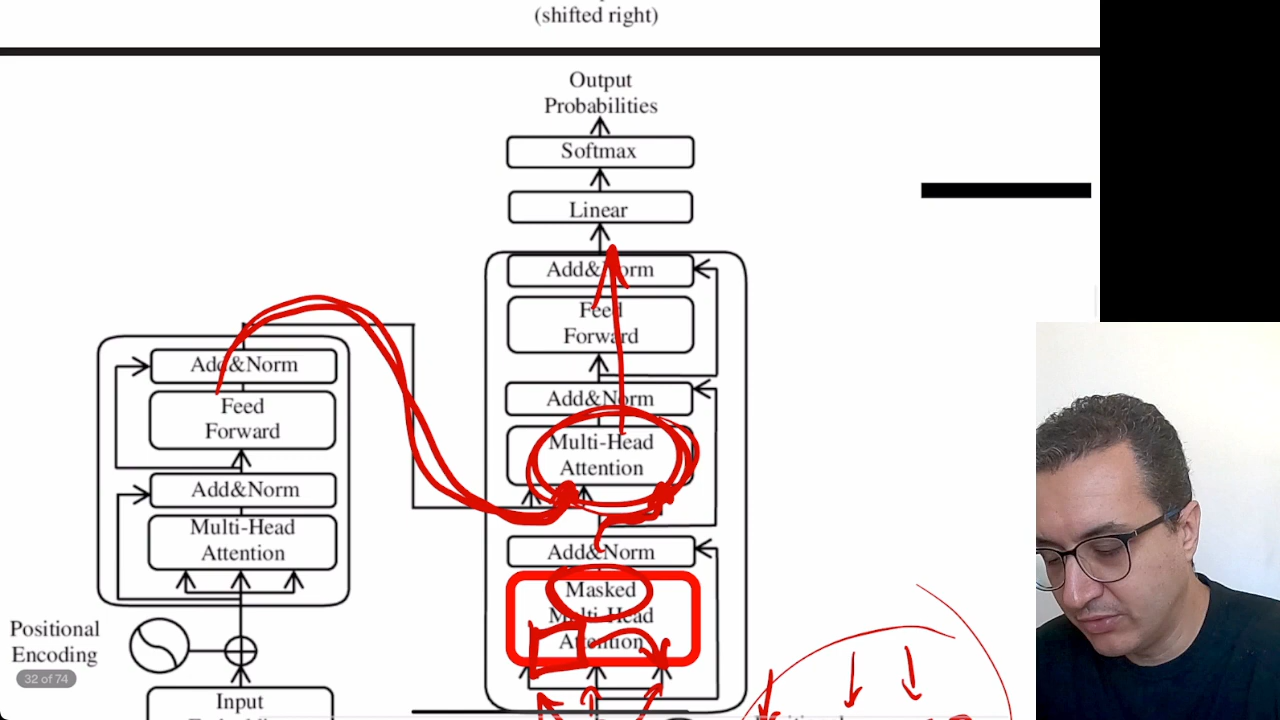 (shifted right)
Output
Probabilities
Softmax
Linear
Add&Norm
Feed
Forward
Add&Norm
Multi-Head
Attention
Add&Norm
Masked
Multi-Head
Attention
Add&Norm
Feed
Forward
Add&Norm
Multi-Head
Attention
Positional
Encoding
32 of 74
Input